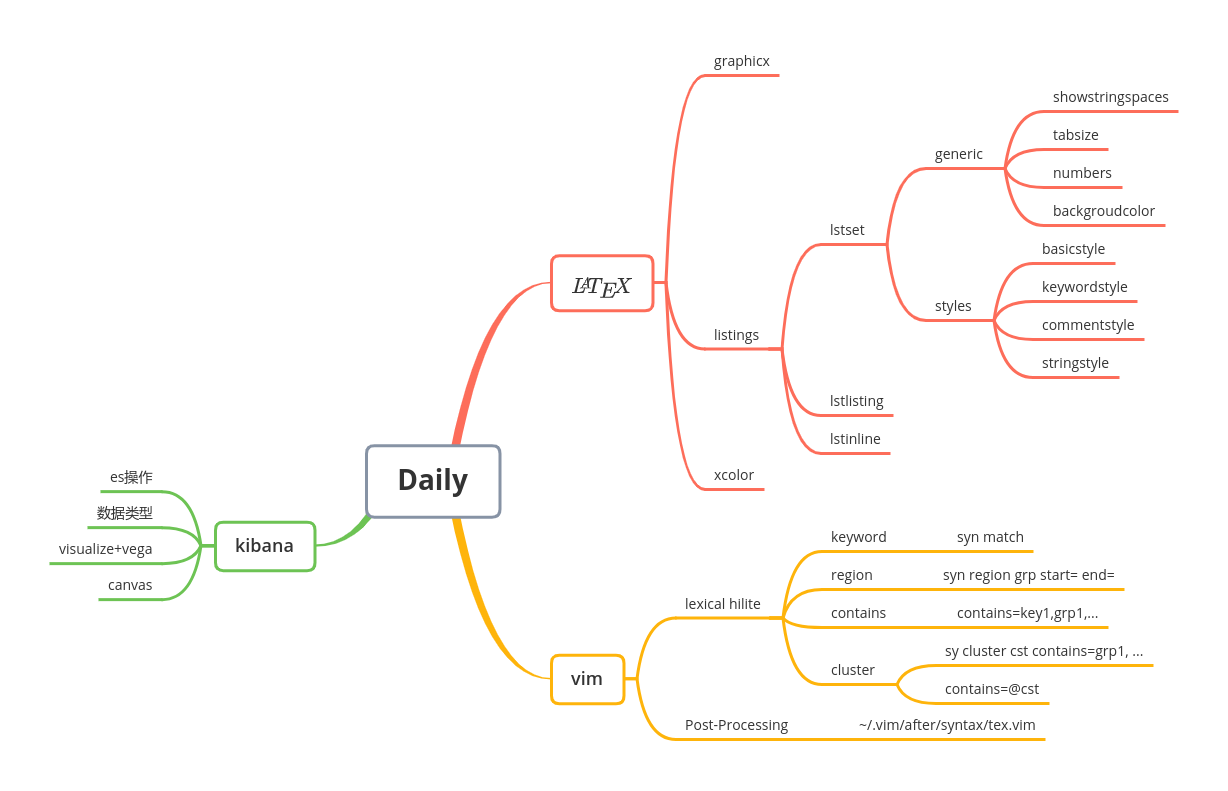 Daily
LATEX
graphicx
listings
lstset
generic
showstringspaces
tabsize
numbers
backgroudcolor
styles
basicstyle
keywordstyle
commentstyle
stringstyle
lstlisting
lstinline
xcolor
kibana
es操作
数据类型
visualize+vega
canvas
vim
lexical hilite
keyword
syn match
region
syn region grp start= end=
contains
contains=key1,grp1,...
cluster
sy cluster cst contains=grp1, ...
contains=@cst
Post-Processing
~/.vim/after/syntax/tex.vim